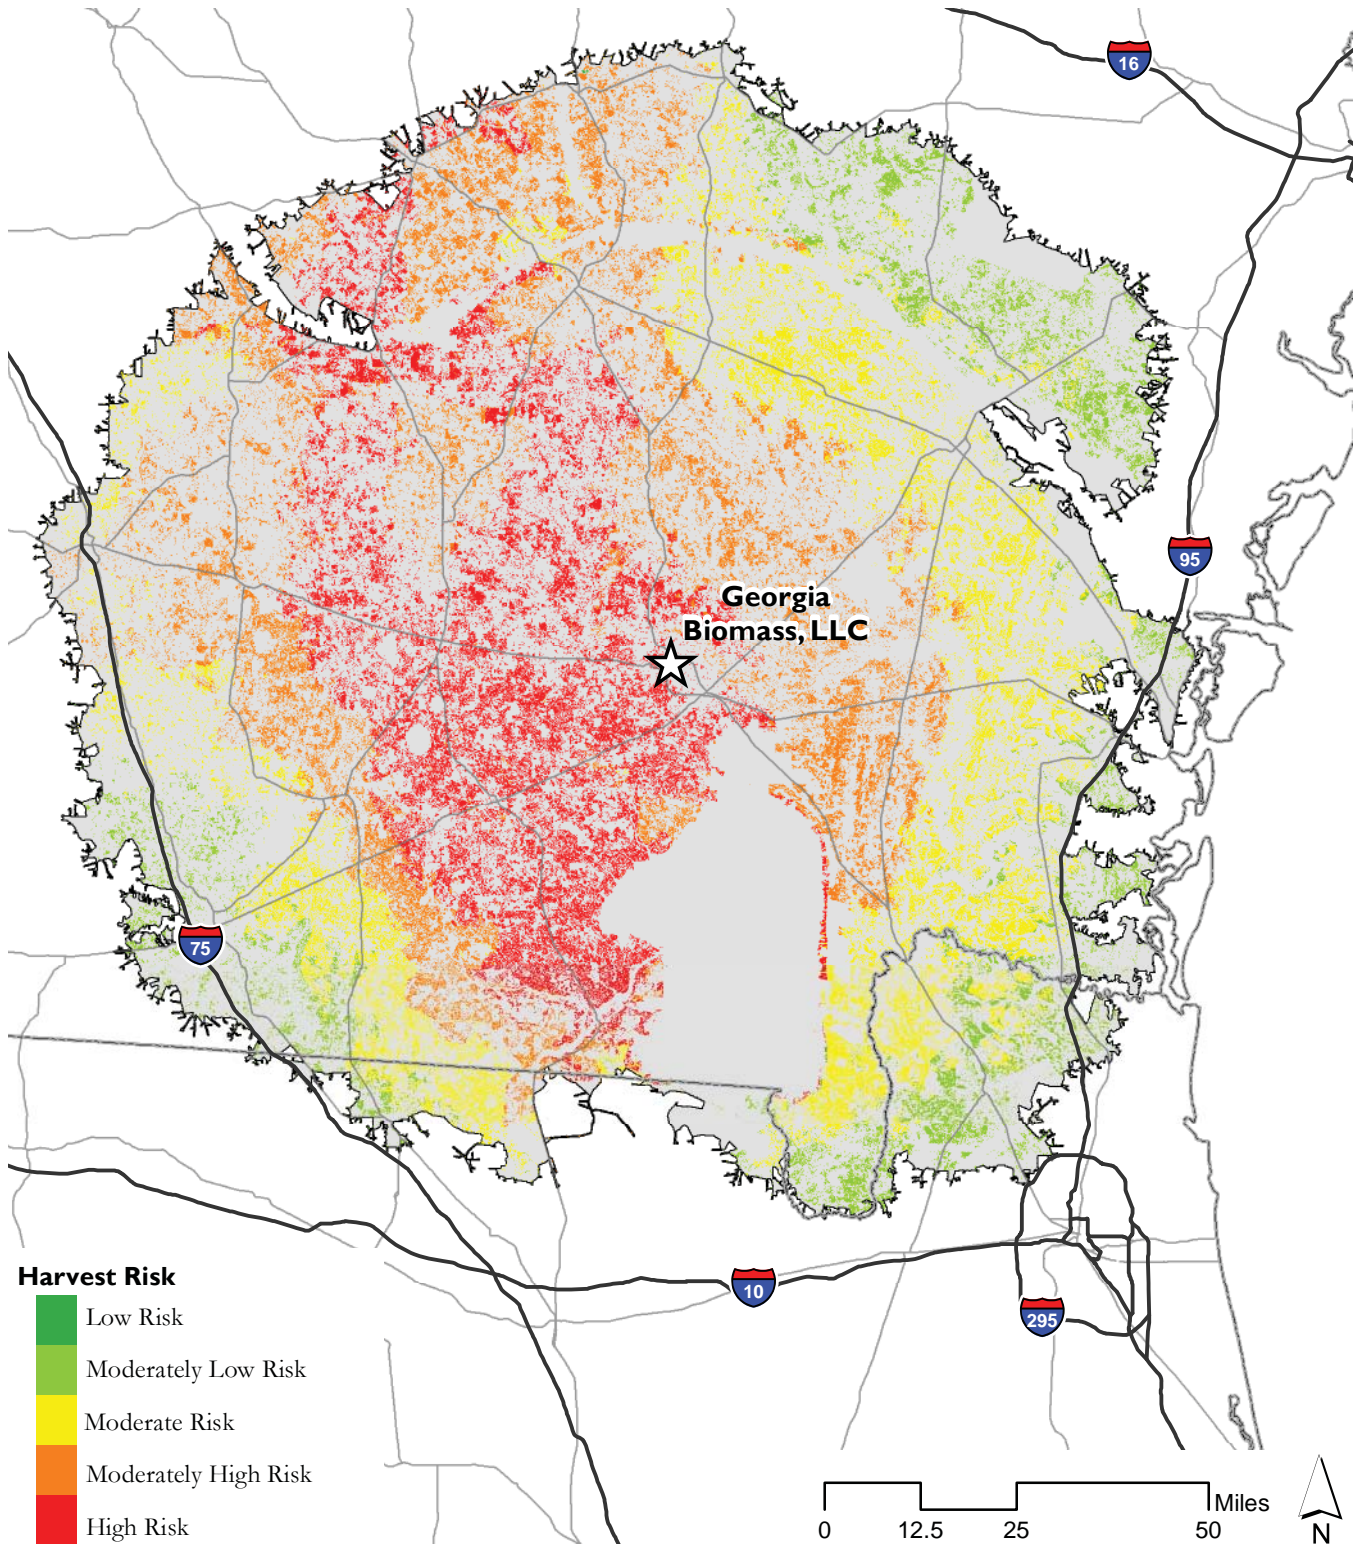 16
95
Georgia
Biomass, LLC
75
10
295
Harvest Risk
Low Risk
Moderately Low Risk
Moderate Risk
Moderately High Risk
High Risk
Miles
0 12.5 25 50
N